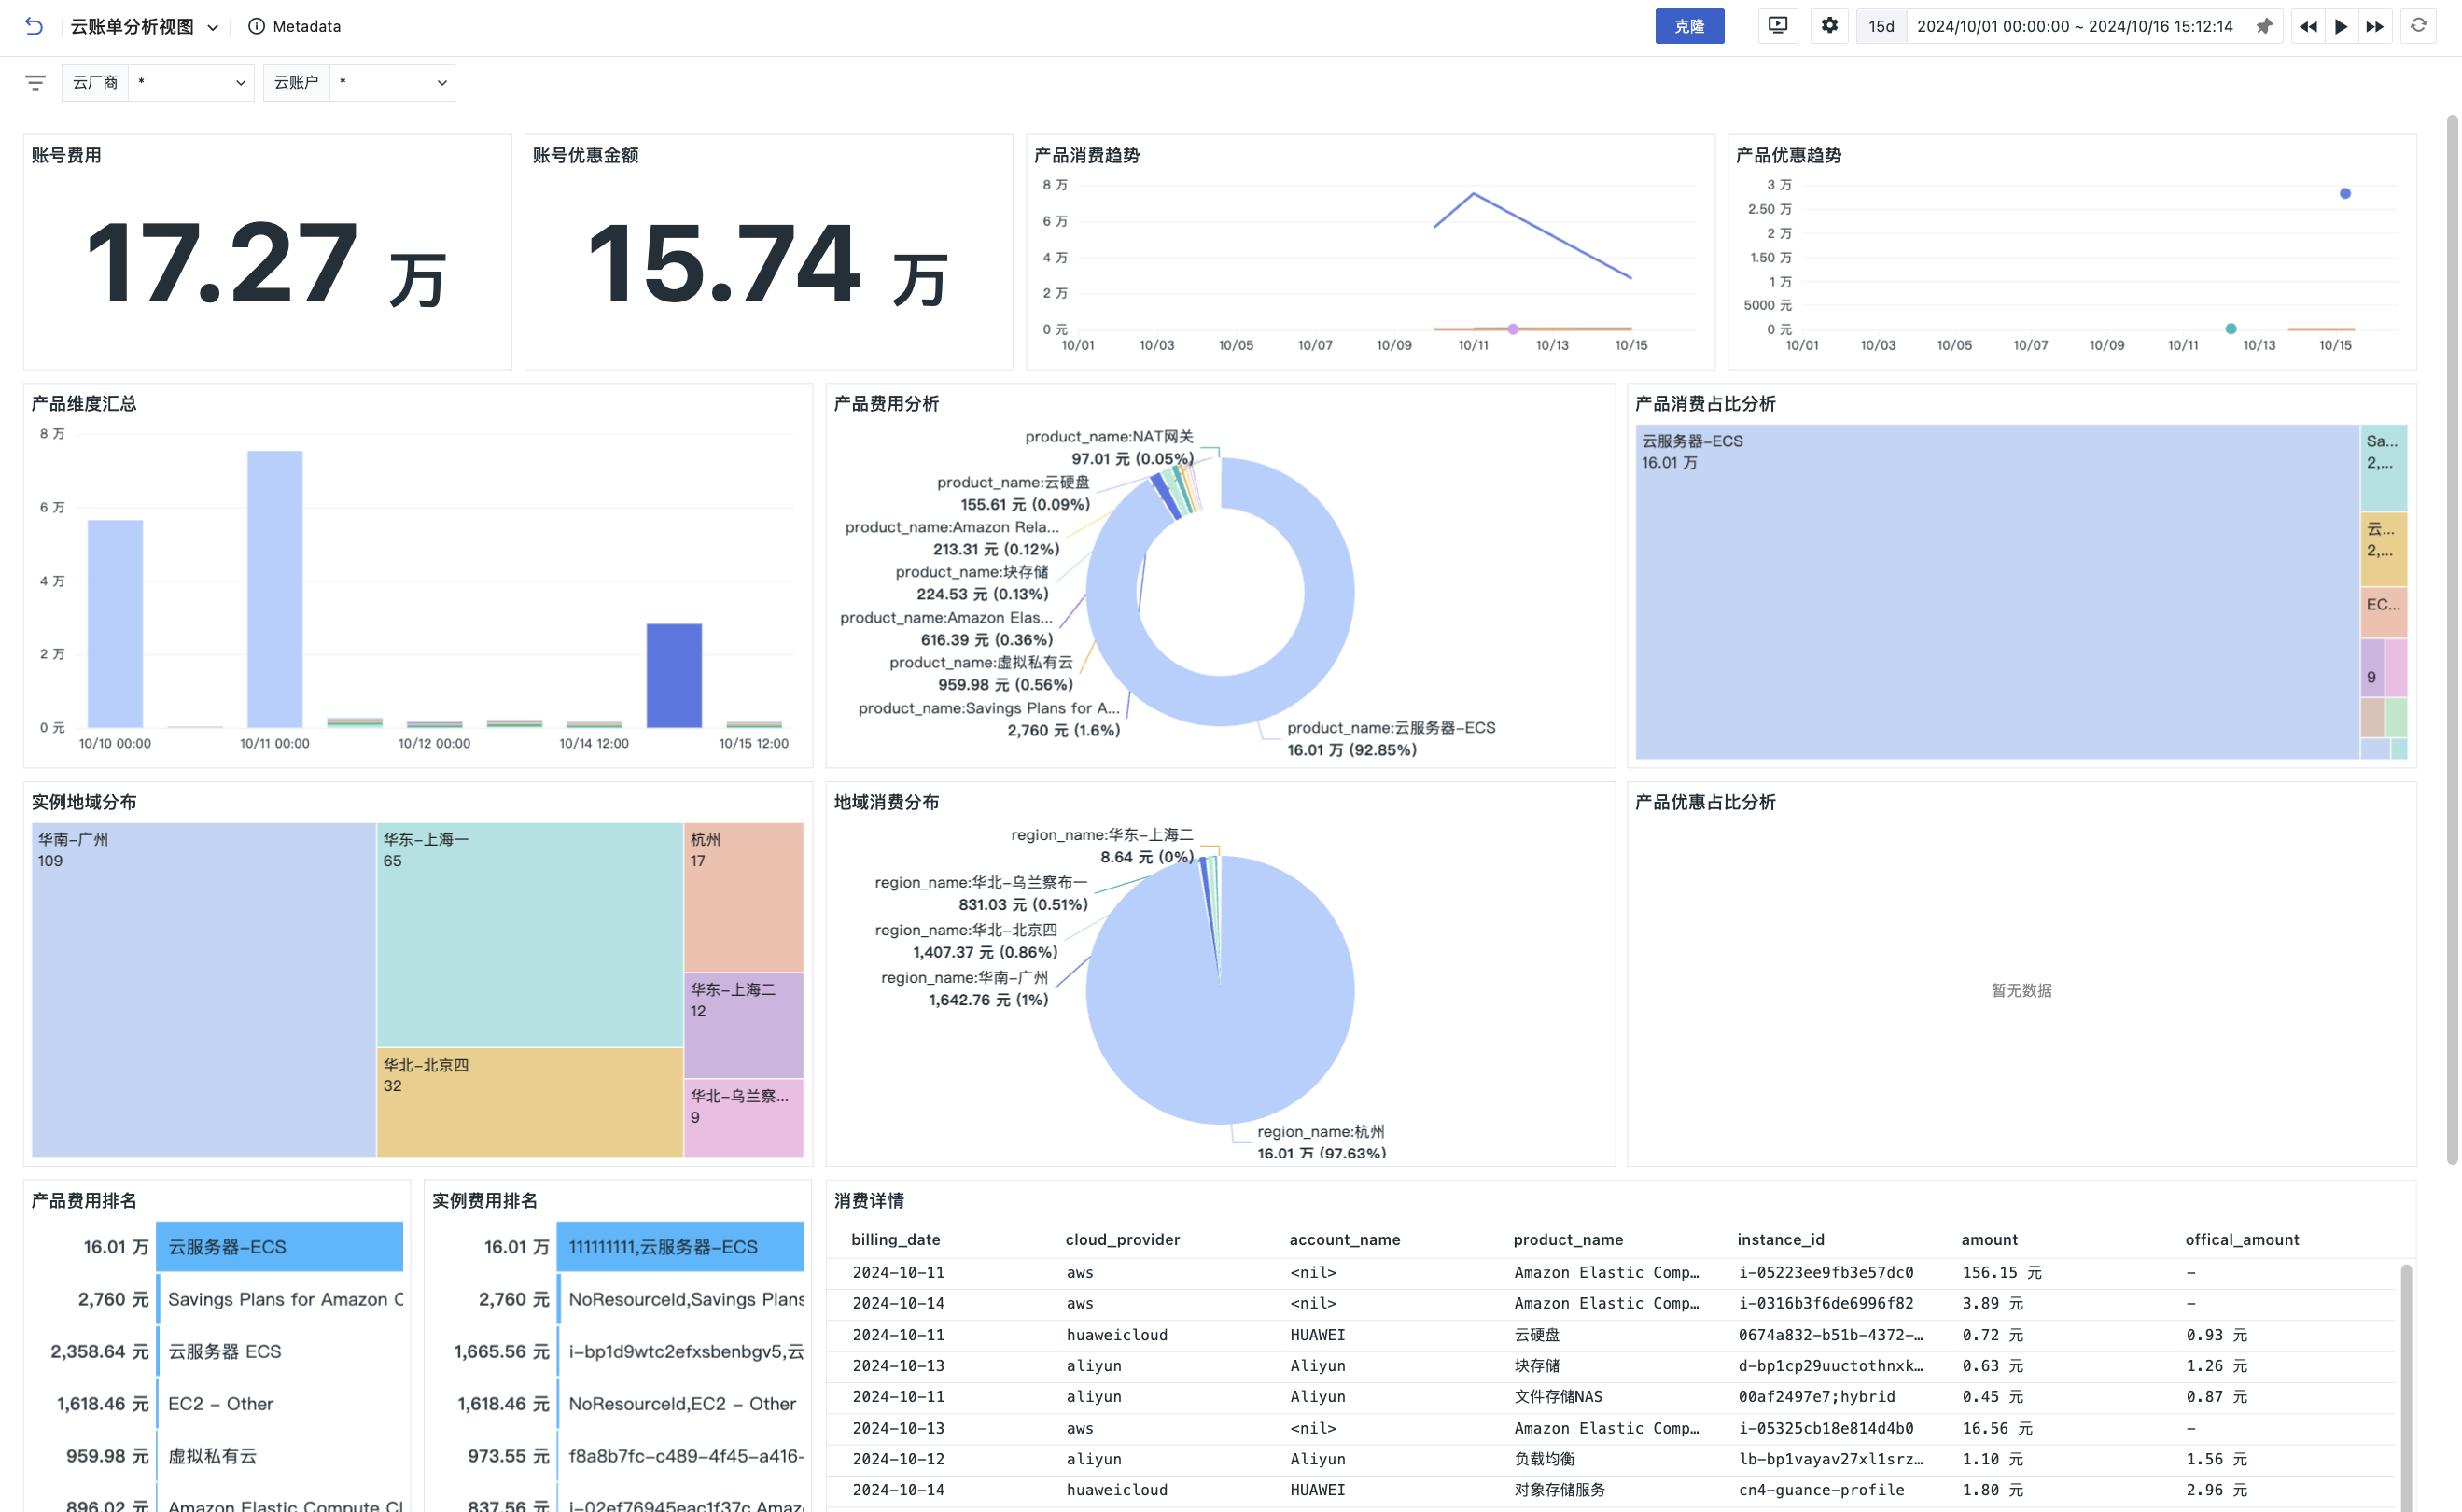 云账单分析视图
Metadata
克隆
15d
2024/10/01 00:00:00 ~ 2024/10/16 15:12:14
云厂商 *
云账户 *
账号费用
17.27 万
账号优惠金额
15.74 万
产品消费趋势
8 万
6 万
4 万
2 万
0 元
10/01 10/03 10/05 10/07 10/09 10/11 10/13 10/15
产品优惠趋势
3 万
2.50 万
2 万
1.50 万
1 万
5000 元
0 元
10/01 10/03 10/05 10/07 10/09 10/11 10/13 10/15
产品维度汇总
8 万
6 万
4 万
2 万
0 元
10/10 00:00 10/11 00:00 10/12 00:00 10/14 12:00 10/15 12:00
产品费用分析
product_name:NAT网关
97.01 元 (0.05%)
product_name:云硬盘
155.61 元 (0.09%)
product_name:Amazon Rela...
213.31 元 (0.12%)
product_name:块存储
224.53 元 (0.13%)
product_name:Amazon Elas...
616.39 元 (0.36%)
product_name:虚拟私有云
959.98 元 (0.56%)
product_name:Savings Plans for A...
2,760 元 (1.6%)
product_name:云服务器-ECS
16.01 万 (92.85%)
产品消费占比分析
云服务器-ECS
16.01 万
Sa...
2,...
云...
2,...
EC...
9
实例地域分布
华南-广州
109
华东-上海一
65
华北-北京四
32
杭州
17
华东-上海二
12
华北-乌兰察...
9
地域消费分布
region_name:华东-上海二
8.64 元 (0%)
region_name:华北-乌兰察布一
831.03 元 (0.51%)
region_name:华北-北京四
1,407.37 元 (0.86%)
region_name:华南-广州
1,642.76 元 (1%)
region_name:杭州
16.01 万 (97.63%)
产品优惠占比分析
暂无数据
产品费用排名
16.01 万 云服务器-ECS
2,760 元 Savings Plans for Amazon C
2,358.64 元 云服务器 ECS
1,618.46 元 EC2 - Other
959.98 元 虚拟私有云
896.02 元 Amazon Elastic Compute Cl
实例费用排名
16.01 万 111111111,云服务器-ECS
2,760 元 NoResourceId,Savings Plans
1,665.56 元 i-bp1d9wtc2efxsbenbgv5,云
1,618.46 元 NoResourceId,EC2 - Other
973.55 元 f8a8b7fc-c489-4f45-a416-
837.56 元 i-02ef76945eac1f37c,Amaz
消费详情
billing_date cloud_provider account_name product_name instance_id amount offical_amount
2024-10-11 aws <nil> Amazon Elastic Comp… i-05223ee9fb3e57dc0 156.15 元 -
2024-10-14 aws <nil> Amazon Elastic Comp… i-0316b3f6de6996f82 3.89 元 -
2024-10-11 huaweicloud HUAWEI 云硬盘 0674a832-b51b-4372-… 0.72 元 0.93 元
2024-10-13 aliyun Aliyun 块存储 d-bp1cp29uuctothnxk… 0.63 元 1.26 元
2024-10-11 aliyun Aliyun 文件存储NAS 00af2497e7;hybrid 0.45 元 0.87 元
2024-10-13 aws <nil> Amazon Elastic Comp… i-05325cb18e814d4b0 16.56 元 -
2024-10-12 aliyun Aliyun 负载均衡 lb-bp1vayav27xl1srz… 1.10 元 1.56 元
2024-10-14 huaweicloud HUAWEI 对象存储服务 cn4-guance-profile 1.80 元 2.96 元